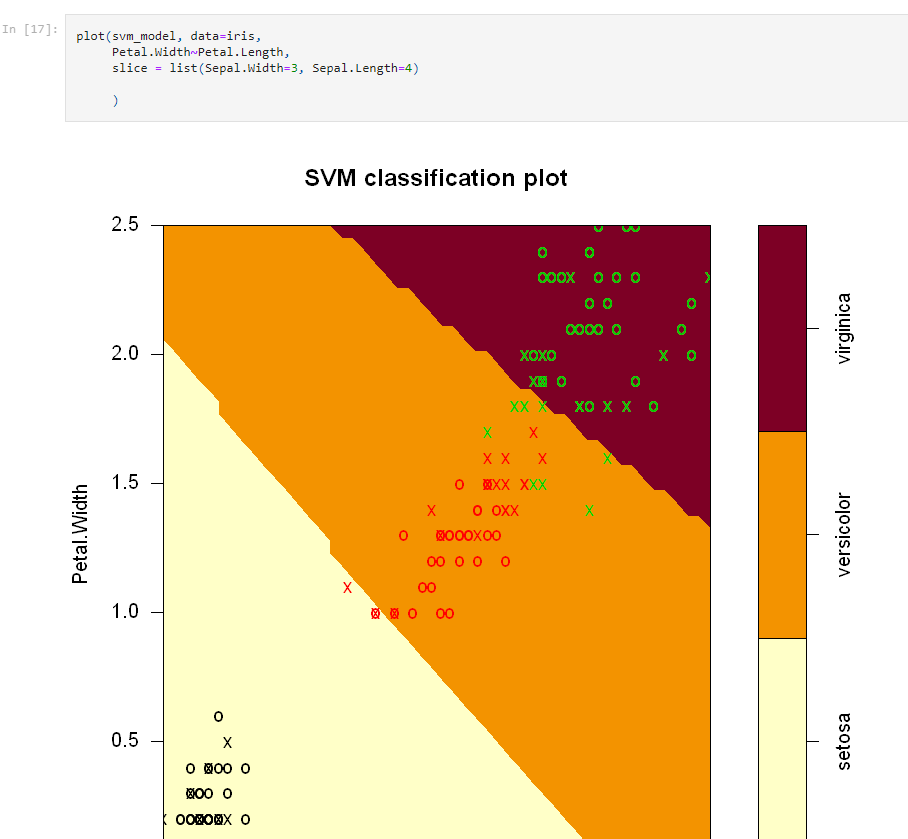 In [17]:
plot(svm_model, data=iris,
Petal.Width~Petal.Length,
slice = list(Sepal.Width=3, Sepal.Length=4)
)
SVM classification plot
2.5
2.0
1.5
1.0
0.5
Petal.Width
virginica
versicolor
setosa